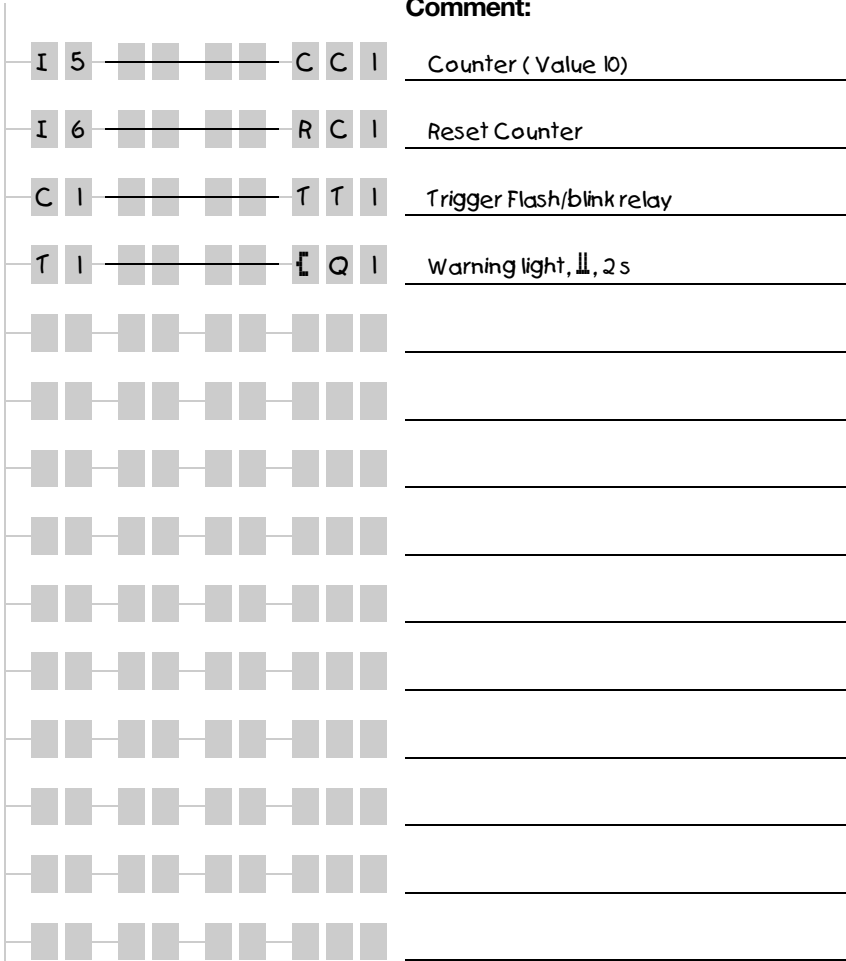 Comment:
I 5 C C 1 Counter ( Value 10)
I 6 R C 1 Reset Counter
C 1 T T 1 Trigger Flash/blink relay
T 1 [ Q 1 Warning light, ⨿, 2 s